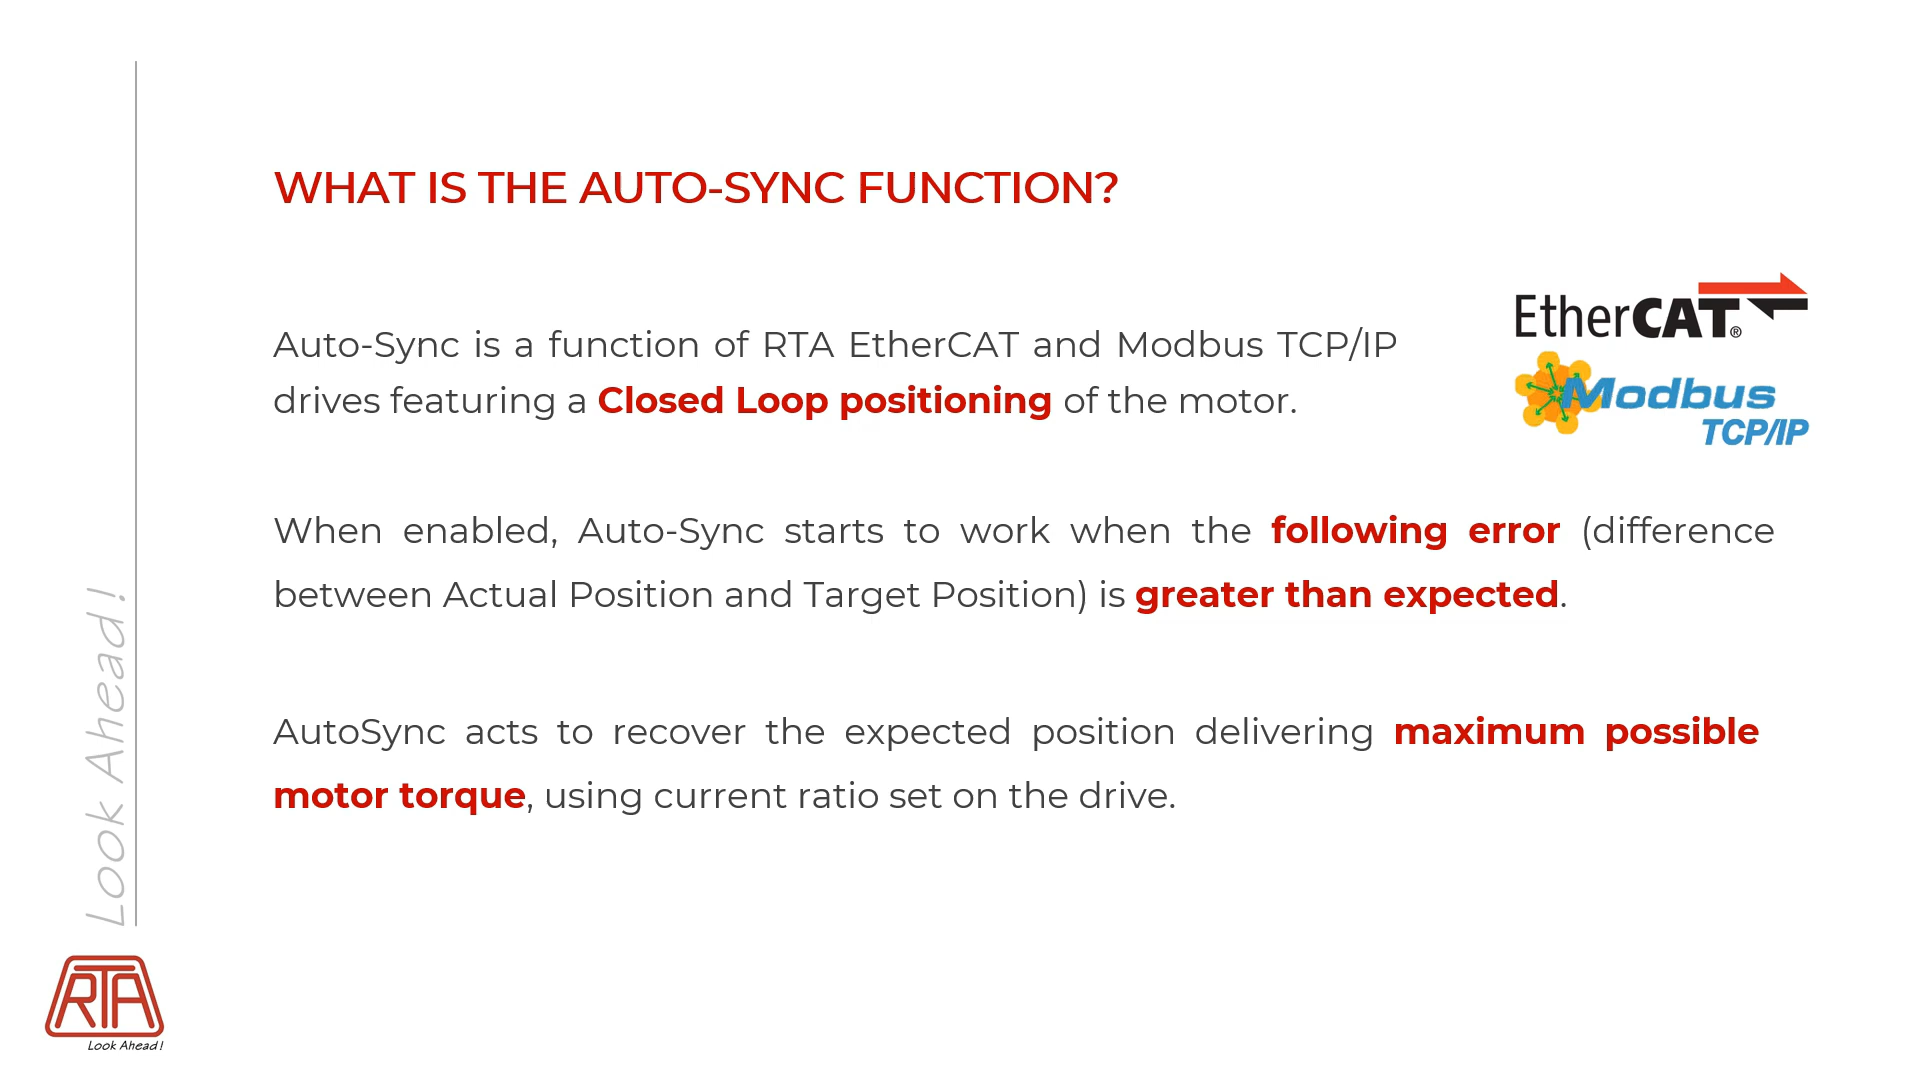 WHAT IS THE AUTO-SYNC FUNCTION?
Auto-Sync is a function of RTA EtherCAT and Modbus TCP/IP
drives featuring a Closed Loop positioning of the motor.
EtherCAT®
Modbus
TCP/IP
When enabled, Auto-Sync starts to work when the following error (difference
between Actual Position and Target Position) is greater than expected.
AutoSync acts to recover the expected position delivering maximum possible
motor torque, using current ratio set on the drive.
Look Ahead!
RTA
Look Ahead!